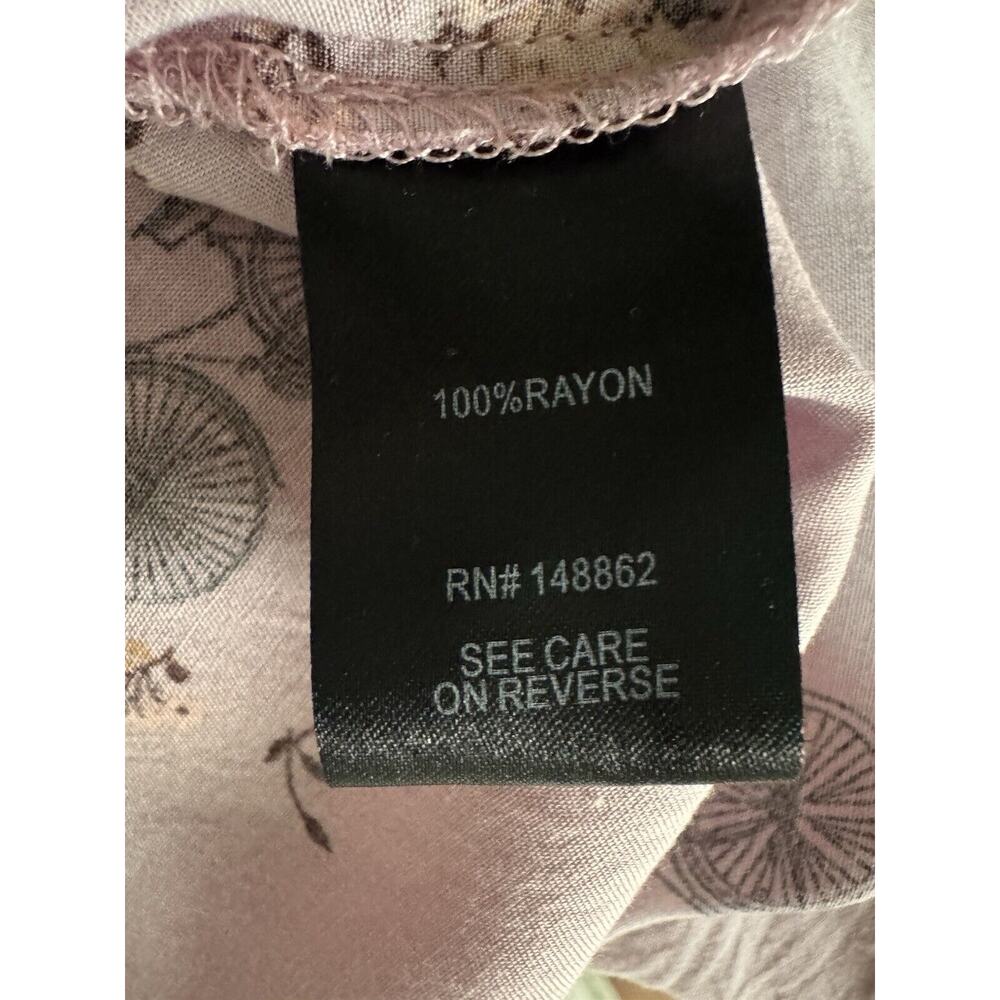 100%RAYON
RN# 148862
SEE CARE
ON REVERSE